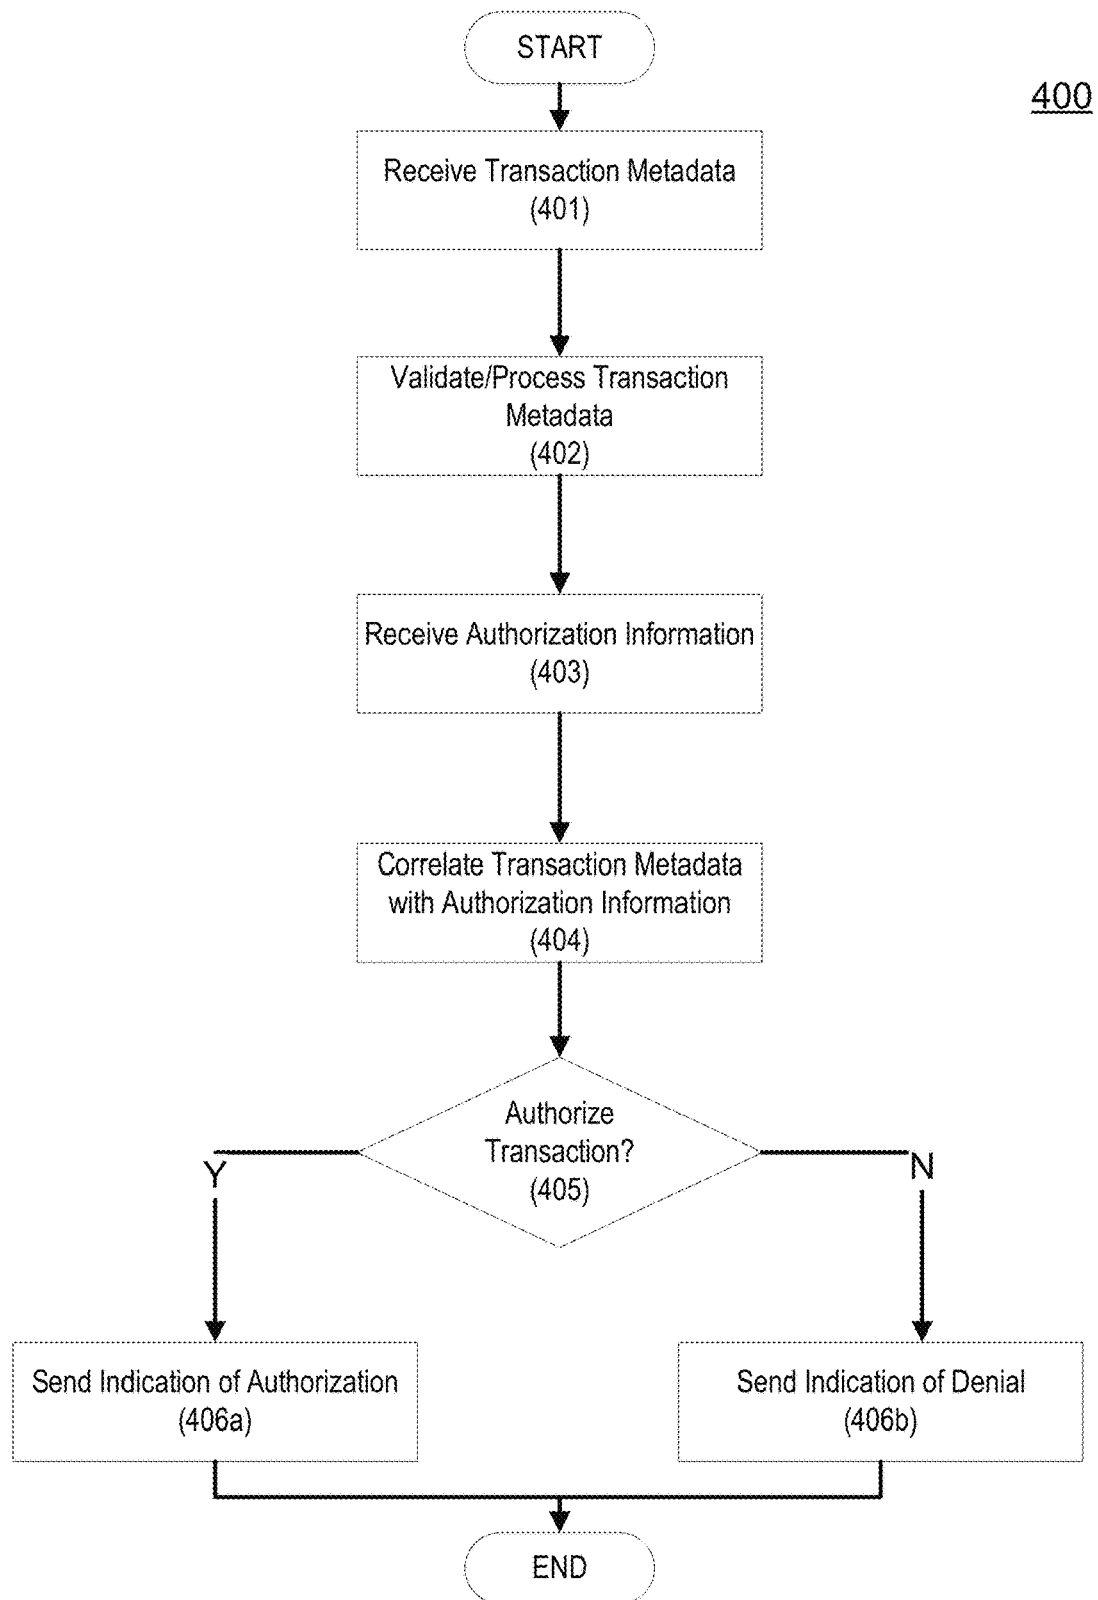 START
400
Receive Transaction Metadata
(401)
Validate/Process Transaction
Metadata
(402)
Receive Authorization Information
(403)
Correlate Transaction Metadata
with Authorization Information
(404)
Authorize
Transaction?
(405)
Y
N
Send Indication of Authorization
(406a)
Send Indication of Denial
(406b)
END